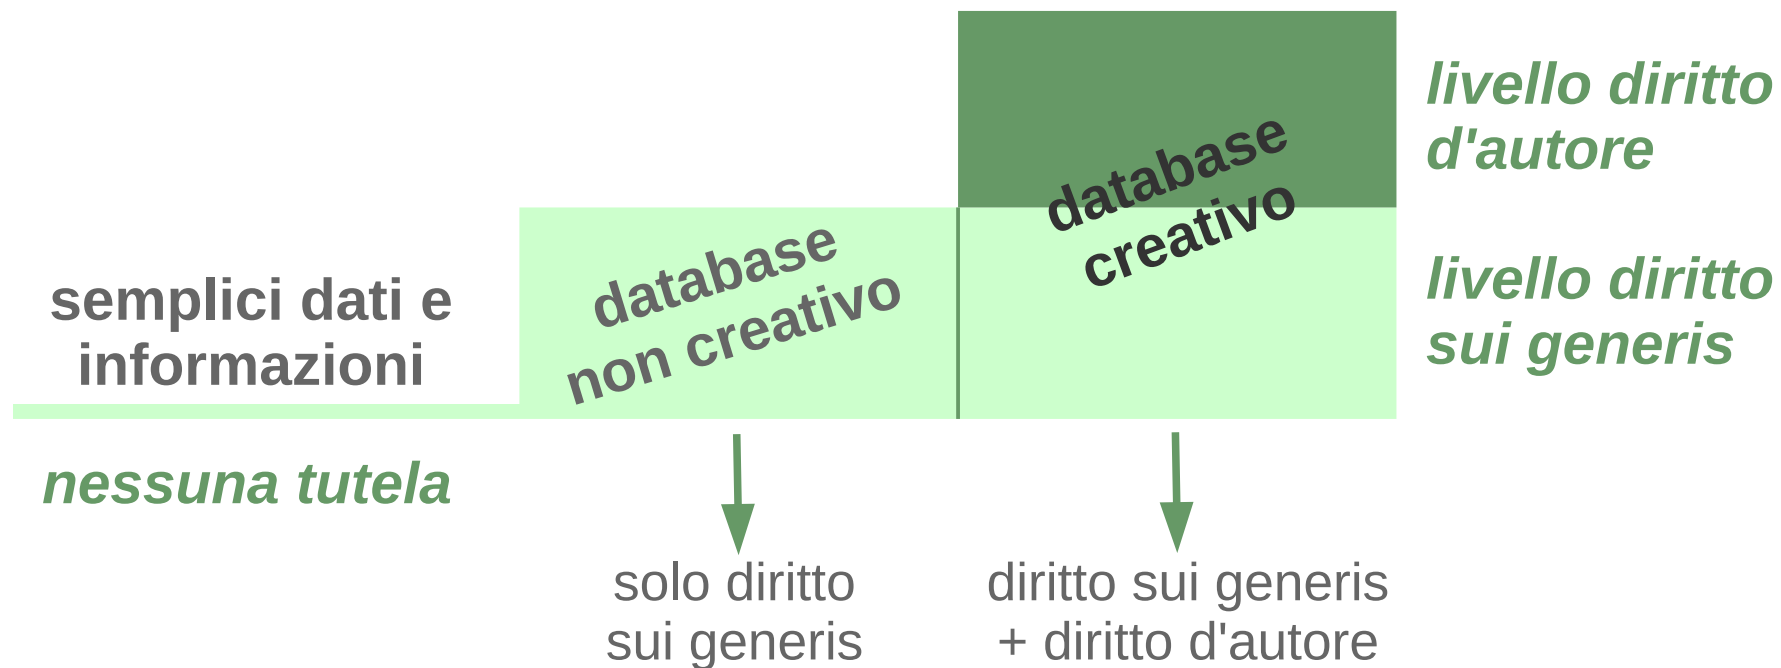 livello diritto
d'autore
database
creativo
livello diritto
sui generis
database
non creativo
semplici dati e
informazioni
nessuna tutela
solo diritto
sui generis
diritto sui generis
+ diritto d'autore